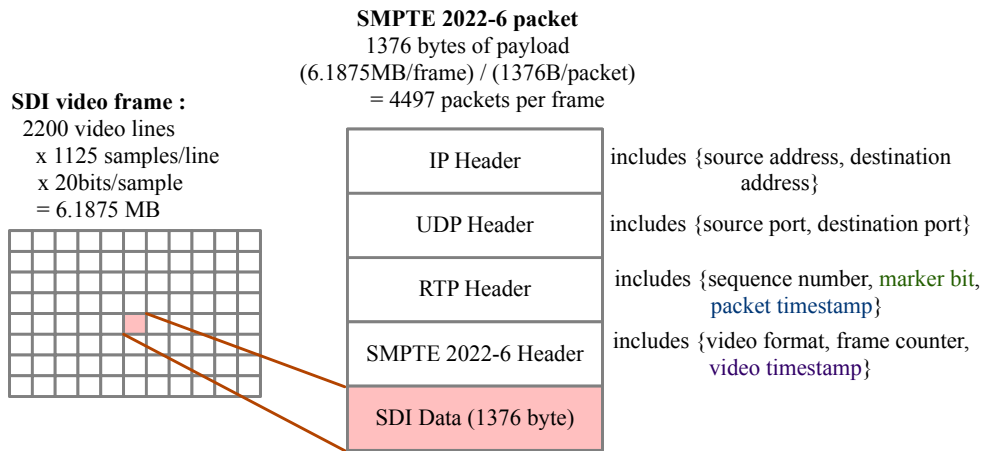 SMPTE 2022-6 packet
1376 bytes of payload
(6.1875MB/frame) / (1376B/packet)
= 4497 packets per frame
SDI video frame :
2200 video lines
x 1125 samples/line
x 20bits/sample
= 6.1875 MB
IP Header
includes {source address, destination
address}
UDP Header
includes {source port, destination port}
RTP Header
includes {sequence number, marker bit,
packet timestamp}
SMPTE 2022-6 Header
includes {video format, frame counter,
video timestamp}
SDI Data (1376 byte)